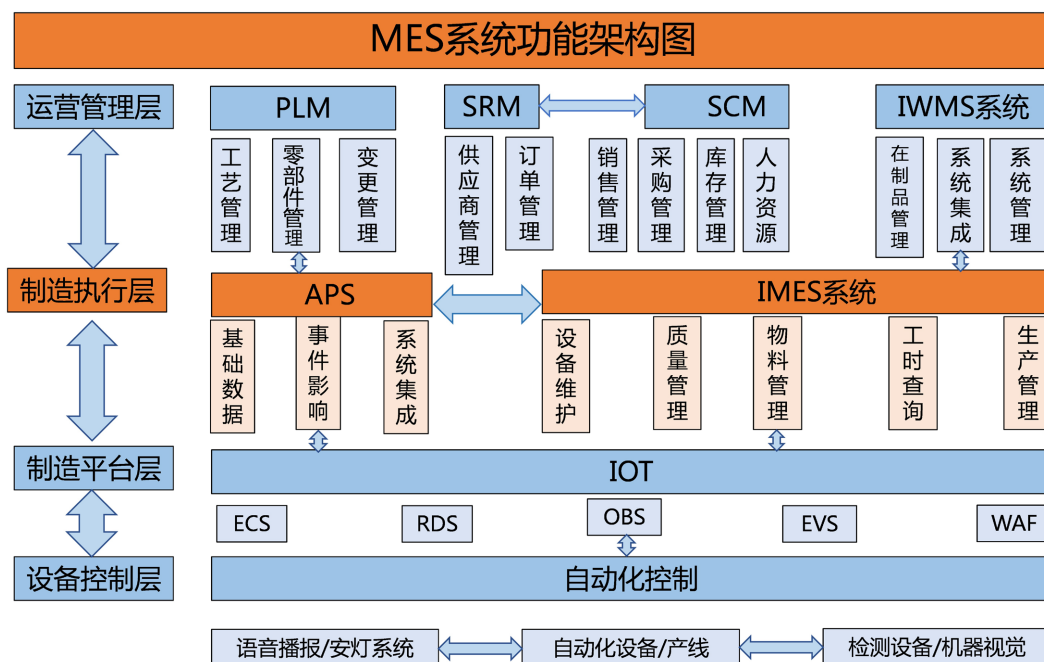 MES系统功能架构图
运营管理层
PLM
SRM
SCM
IWMS系统
工艺管理
零部件管理
变更管理
供应商管理
订单管理
销售管理
采购管理
库存管理
人力资源
在制品管理
系统集成
系统管理
制造执行层
APS
IMES系统
基础数据
事件影响
系统集成
设备维护
质量管理
物料管理
工时查询
生产管理
制造平台层
IOT
ECS
RDS
OBS
EVS
WAF
设备控制层
自动化控制
语音播报/安灯系统
自动化设备/产线
检测设备/机器视觉